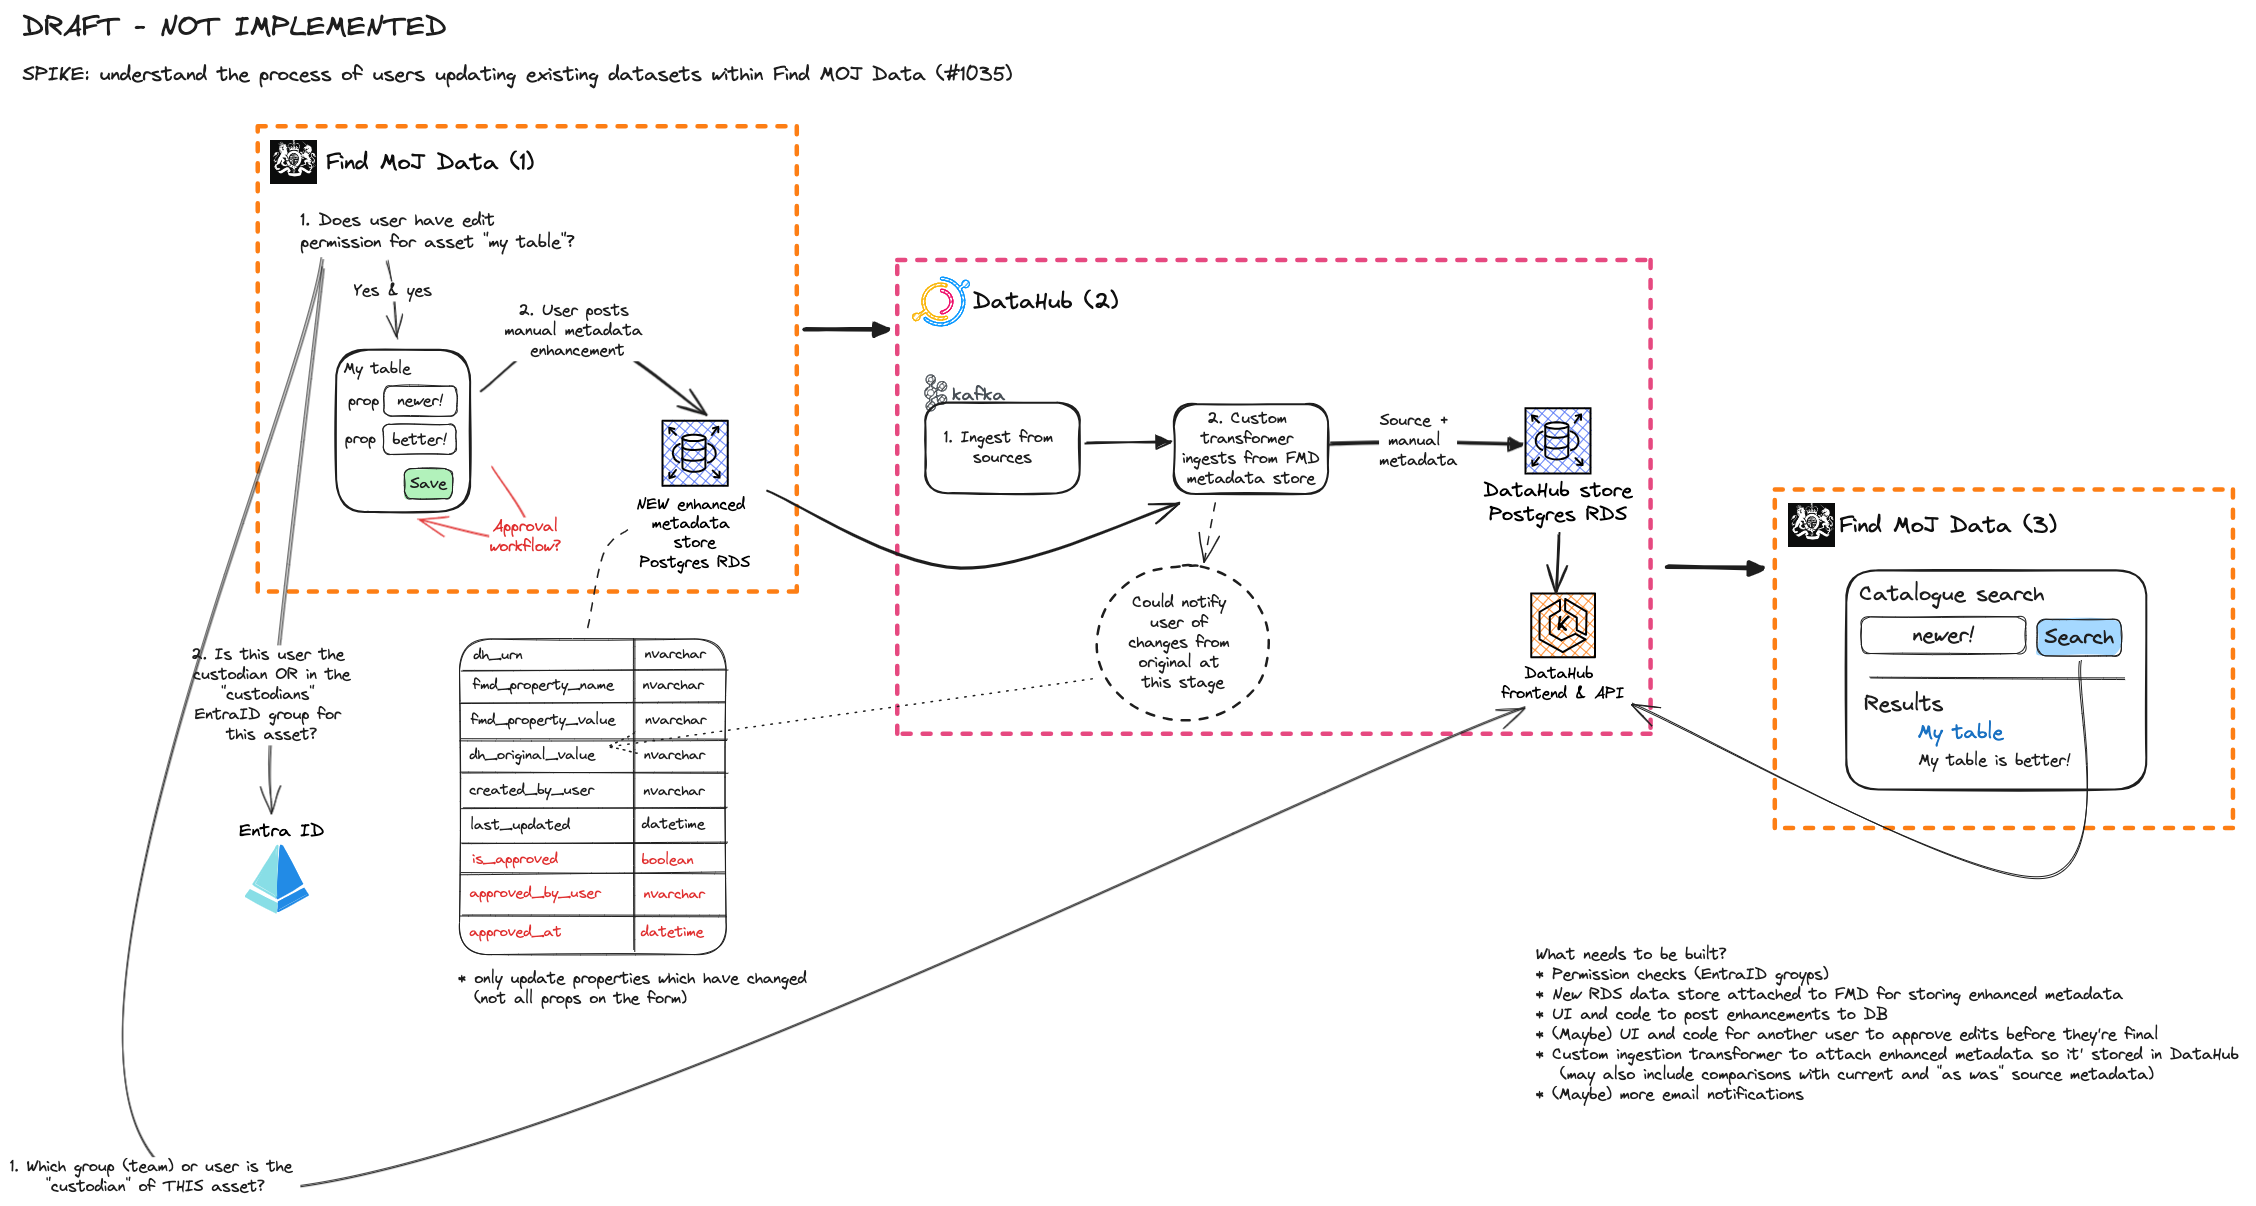 DRAFT - NOT IMPLEMENTED
SPIKE: understand the process of users updating existing datasets within Find MOJ Data (#1035)
Find MoJ Data (1)
1. Does user have edit
permission for asset "my table"?
Yes & yes
2. User posts
manual metadata
enhancement
My table
prop newer!
prop better!
Save
Approval
workflow?
NEW enhanced
metadata
store
Postgres RDS
2. Is this user the
custodian OR in the
"custodians"
EntraID group for
this asset?
Entra ID
1. Which group (team) or user is the
"custodian" of THIS asset?
dh_urn nvarchar
fmd_property_name nvarchar
fmd_property_value nvarchar
dh_original_value nvarchar
created_by_user nvarchar
last_updated datetime
is_approved boolean
approved_by_user nvarchar
approved_at datetime
* only update properties which have changed
(not all props on the form)
DataHub (2)
kafka
1. Ingest from
sources
2. Custom
transformer
ingests from FMD
metadata store
Source +
manual
metadata
DataHub store
Postgres RDS
Could notify
user of
changes from
original at
this stage
K
DataHub
frontend & API
Find MoJ Data (3)
Catalogue search
newer! Search
Results
My table
My table is better!
What needs to be built?
* Permission checks (EntraID groyps)
* New RDS data store attached to FMD for storing enhanced metadata
* UI and code to post enhancements to DB
* (Maybe) UI and code for another user to approve edits before they're final
* Custom ingestion transformer to attach enhanced metadata so it' stored in DataHub
(may also include comparisons with current and "as was" source metadata)
* (Maybe) more email notifications